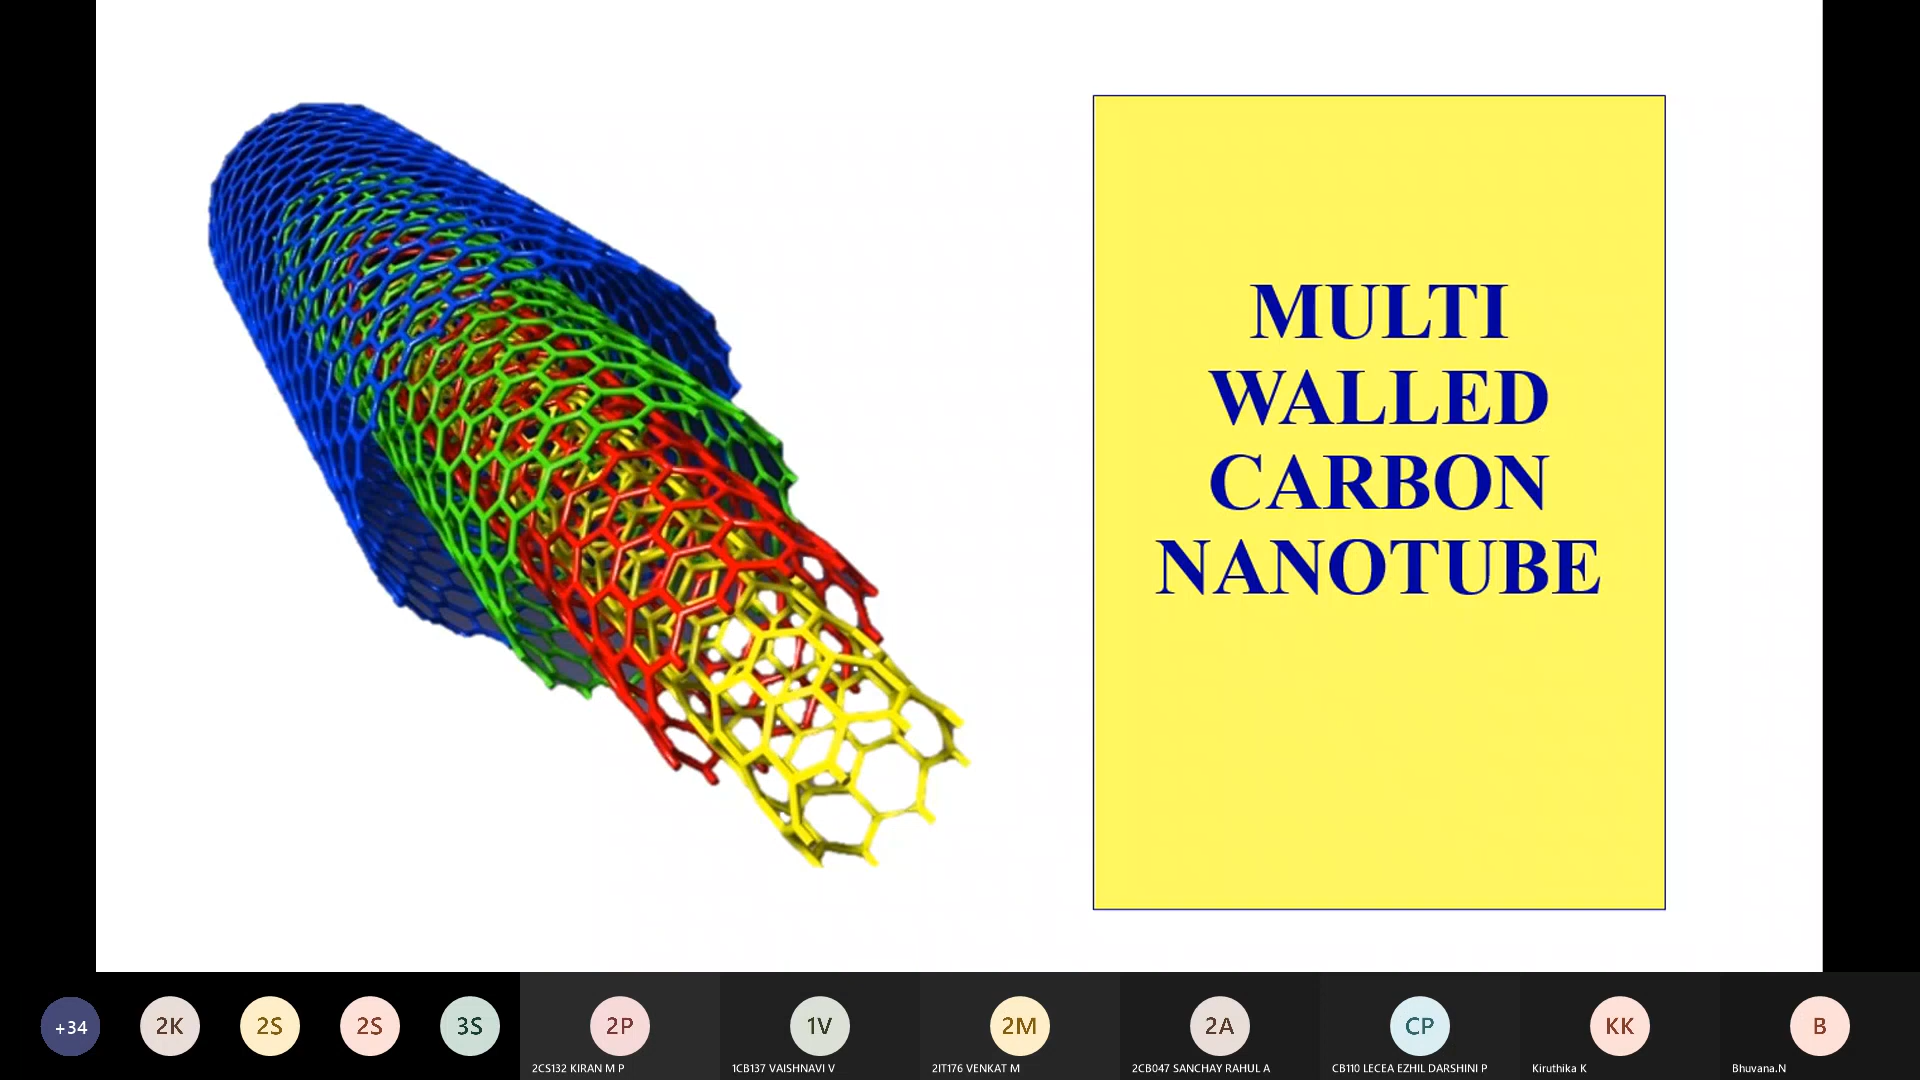 MULTI
WALLED
CARBON
NANOTUBE
+34
2K
2S
2S
3S
2P
1V
2M
2A
CP
KK
B
2CS132 KIRAN M P
1CB137 VAISHNAVI V
2IT176 VENKAT M
2CB047 SANCHAY RAHUL A
CB110 LECEA EZHIL DARSHINI P
Kiruthika K
Bhuvana.N